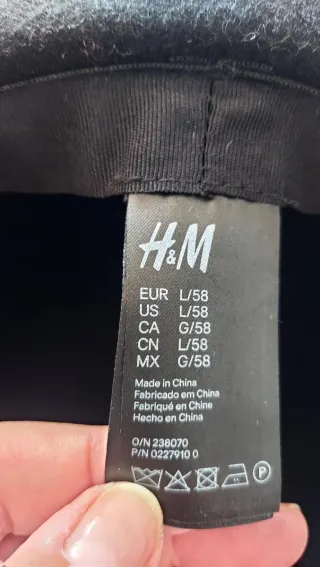 H&M
EUR L/58
US L/58
CA G/58
CN L/58
MX G/58
Made in China
Fabricado em China
Fabriqué en Chine
Hecho en China
O/N 238070
P/N 0227910 0
P